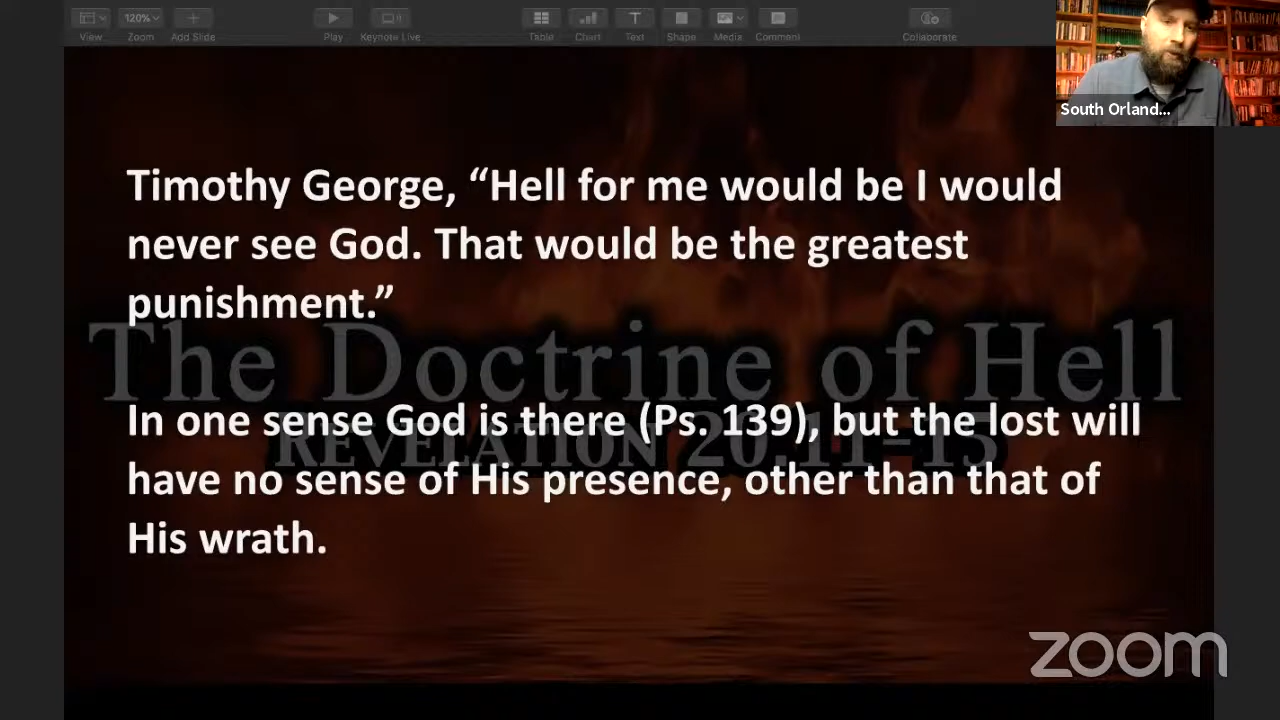 120%
View
Zoom
Add Slide
Play
Keynote Live
Table
Chart
Text
Shape
Media
Comment
Collaborate
South Orland...
Timothy George, “Hell for me would be I would
never see God. That would be the greatest
punishment.”
The Doctrine of Hell
In one sense God is there (Ps. 139), but the lost will
Revelation 20:11-15
have no sense of His presence, other than that of
His wrath.
zoom